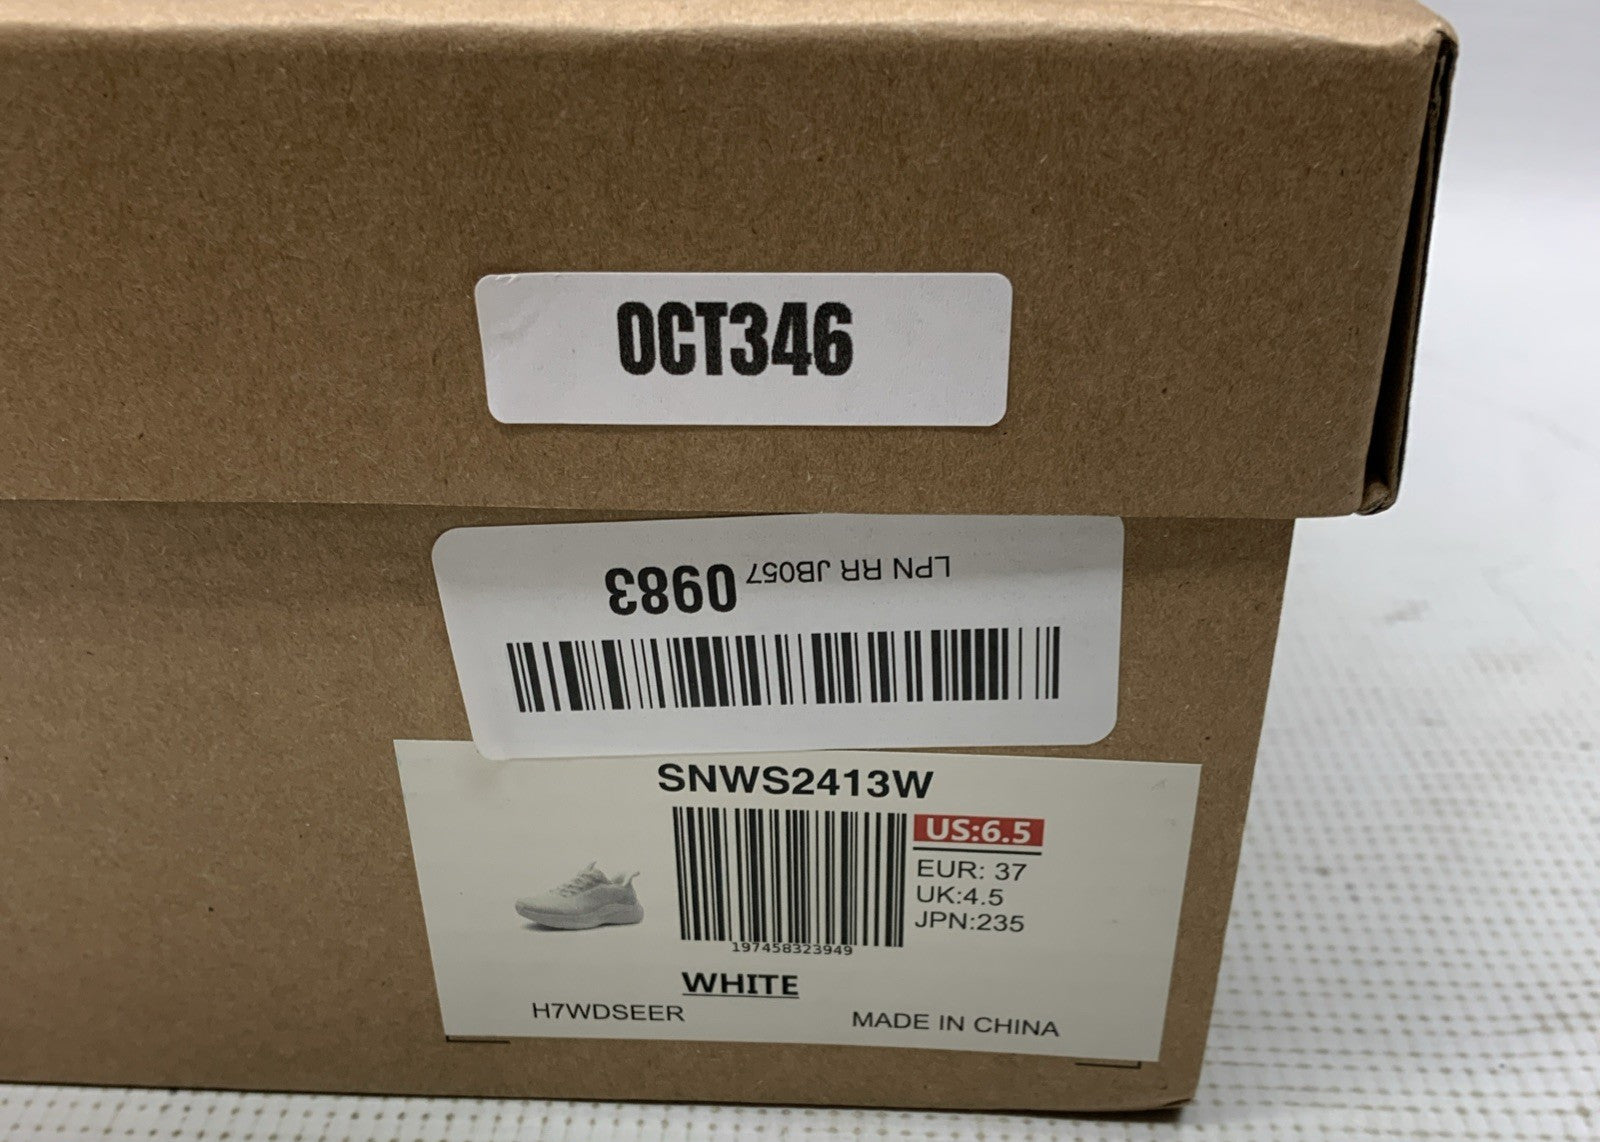 OCT346
LPN RR JB057 0983
SNWS2413W
US:6.5
EUR: 37
UK:4.5
JPN:235
197458323949
WHITE
H7WDSEER
MADE IN CHINA